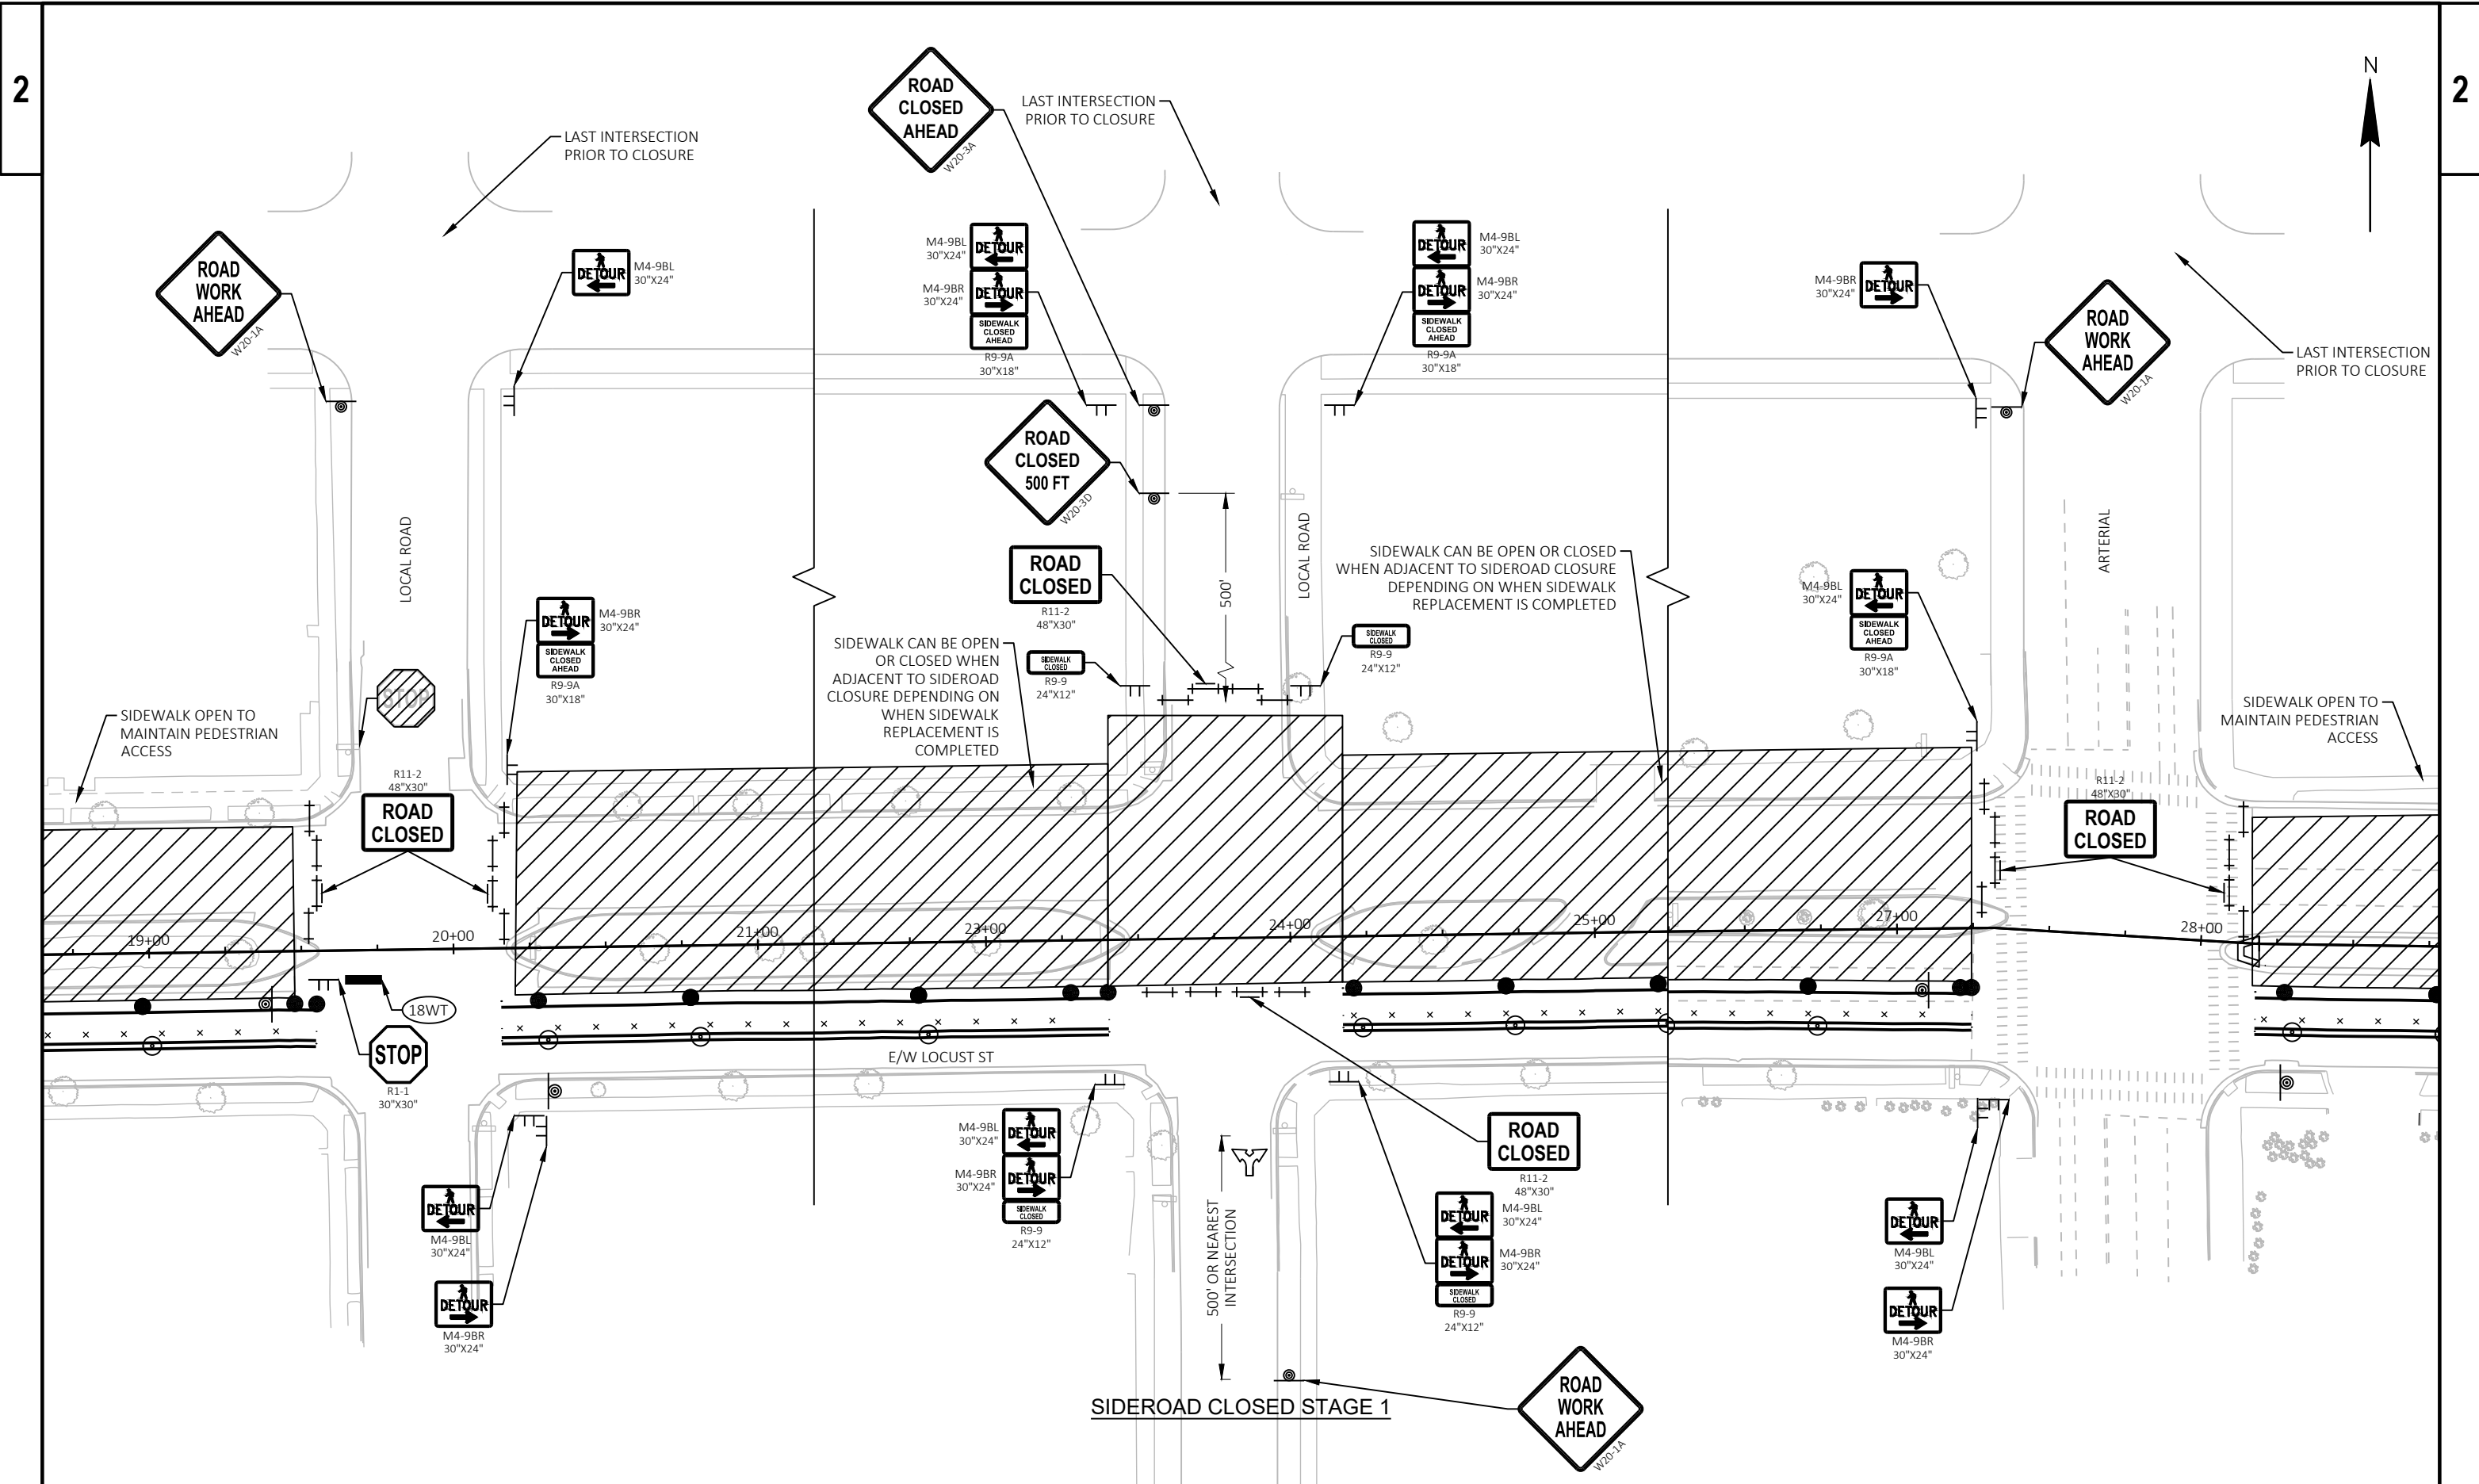 2
2
N
ROAD
CLOSED
AHEAD
W20-3A
LAST INTERSECTION
PRIOR TO CLOSURE
LAST INTERSECTION
PRIOR TO CLOSURE
ROAD
WORK
AHEAD
W20-1A
DETOUR
M4-9BL
30"X24"
M4-9BL
30"X24"
DETOUR
M4-9BR
30"X24"
DETOUR
SIDEWALK
CLOSED
AHEAD
R9-9A
30"X18"
DETOUR
M4-9BL
30"X24"
DETOUR
M4-9BR
30"X24"
SIDEWALK
CLOSED
AHEAD
R9-9A
30"X18"
M4-9BR
30"X24"
DETOUR
ROAD
WORK
AHEAD
W20-1A
LAST INTERSECTION
PRIOR TO CLOSURE
ROAD
CLOSED
500 FT
W20-3D
LOCAL ROAD
LOCAL ROAD
ARTERIAL
500'
ROAD
CLOSED
R11-2
48"X30"
SIDEWALK CAN BE OPEN OR CLOSED
WHEN ADJACENT TO SIDEROAD CLOSURE
DEPENDING ON WHEN SIDEWALK
REPLACEMENT IS COMPLETED
DETOUR
M4-9BR
30"X24"
SIDEWALK
CLOSED
AHEAD
R9-9A
30"X18"
SIDEWALK CAN BE OPEN
OR CLOSED WHEN
ADJACENT TO SIDEROAD
CLOSURE DEPENDING ON
WHEN SIDEWALK
REPLACEMENT IS
COMPLETED
SIDEWALK
CLOSED
R9-9
24"X12"
SIDEWALK
CLOSED
R9-9
24"X12"
M4-9BL
30"X24"
DETOUR
SIDEWALK
CLOSED
AHEAD
R9-9A
30"X18"
STOP
SIDEWALK OPEN TO
MAINTAIN PEDESTRIAN
ACCESS
SIDEWALK OPEN TO
MAINTAIN PEDESTRIAN
ACCESS
R11-2
48"X30"
ROAD
CLOSED
R11-2
48"X30"
ROAD
CLOSED
19+00
20+00
21+00
23+00
24+00
25+00
27+00
28+00
18WT
STOP
R1-1
30"X30"
E/W LOCUST ST
DETOUR
M4-9BL
30"X24"
DETOUR
M4-9BR
30"X24"
M4-9BL
30"X24"
DETOUR
M4-9BR
30"X24"
DETOUR
SIDEWALK
CLOSED
R9-9
24"X12"
500' OR NEAREST
INTERSECTION
ROAD
CLOSED
R11-2
48"X30"
DETOUR
M4-9BL
30"X24"
DETOUR
M4-9BR
30"X24"
SIDEWALK
CLOSED
R9-9
24"X12"
DETOUR
M4-9BL
30"X24"
DETOUR
M4-9BR
30"X24"
ROAD
WORK
AHEAD
W20-1A
SIDEROAD CLOSED STAGE 1